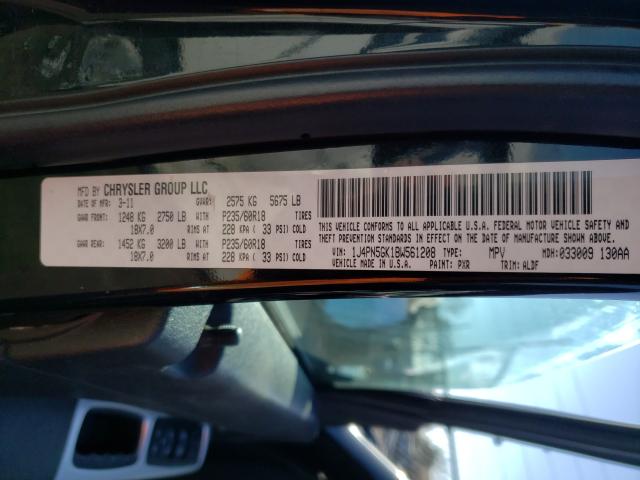 MFD BY CHRYSLER GROUP LLC
DATE OF MFR: 3-11 GVWR: 2575 KG 5675 LB
GAWR FRONT: 1248 KG 2750 LB P235/60R18 TIRES
18X7.0 RIMS AT 228 KPA ( 33 PSI) COLD
GAWR REAR: 1452 KG 3200 LB P235/60R18 TIRES
18X7.0 RIMS AT 228 KPA ( 33 PSI) COLD
THIS VEHICLE CONFORMS TO ALL APPLICABLE U.S.A. FEDERAL MOTOR VEHICLE SAFETY AND
THEFT PREVENTION STANDARDS IN EFFECT ON THE DATE OF MANUFACTURE SHOWN ABOVE.
VIN: 1J4PN5GK1BW561208 TYPE: MPV MDH: 033009 130AA
VEHICLE MADE IN U.S.A. PAINT: PXR TRIM: ALDF